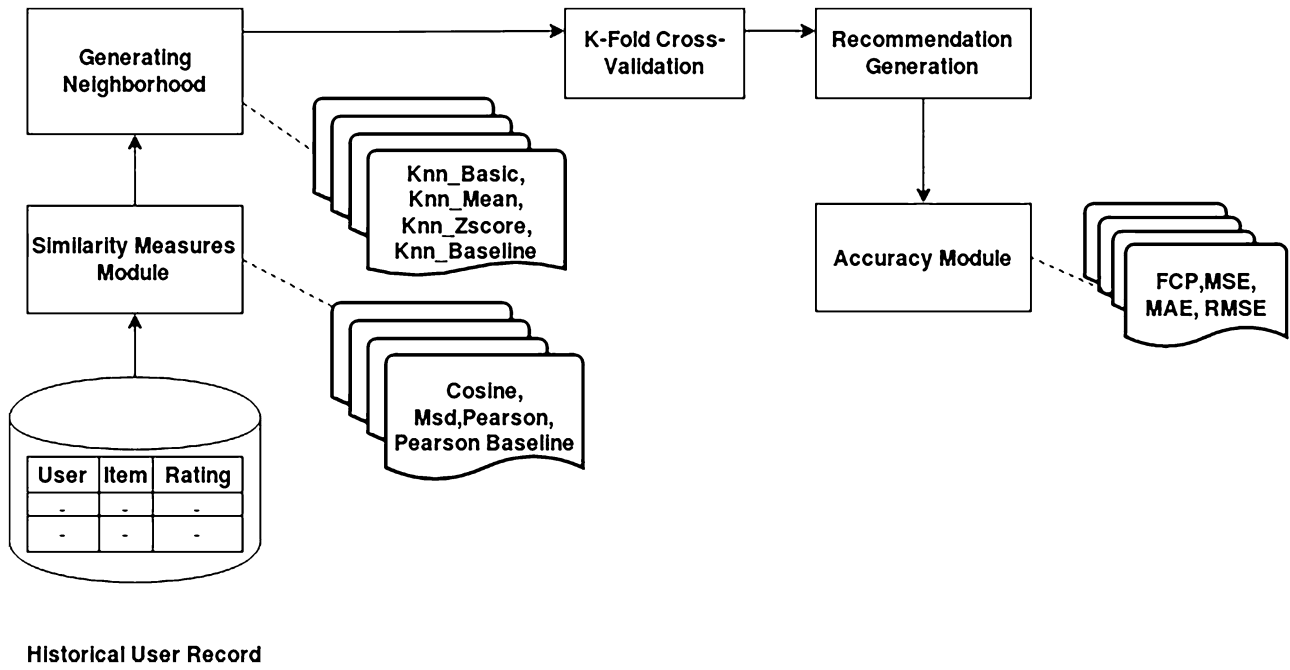 Generating
Neighborhood
K-Fold Cross-
Validation
Recommendation
Generation
Knn_Basic,
Knn_Mean,
Knn_Zscore,
Knn_Baseline
Similarity Measures
Module
Accuracy Module
FCP,MSE,
MAE, RMSE
Cosine,
Msd,Pearson,
Pearson Baseline
User Item Rating
- - -
- - -
Historical User Record